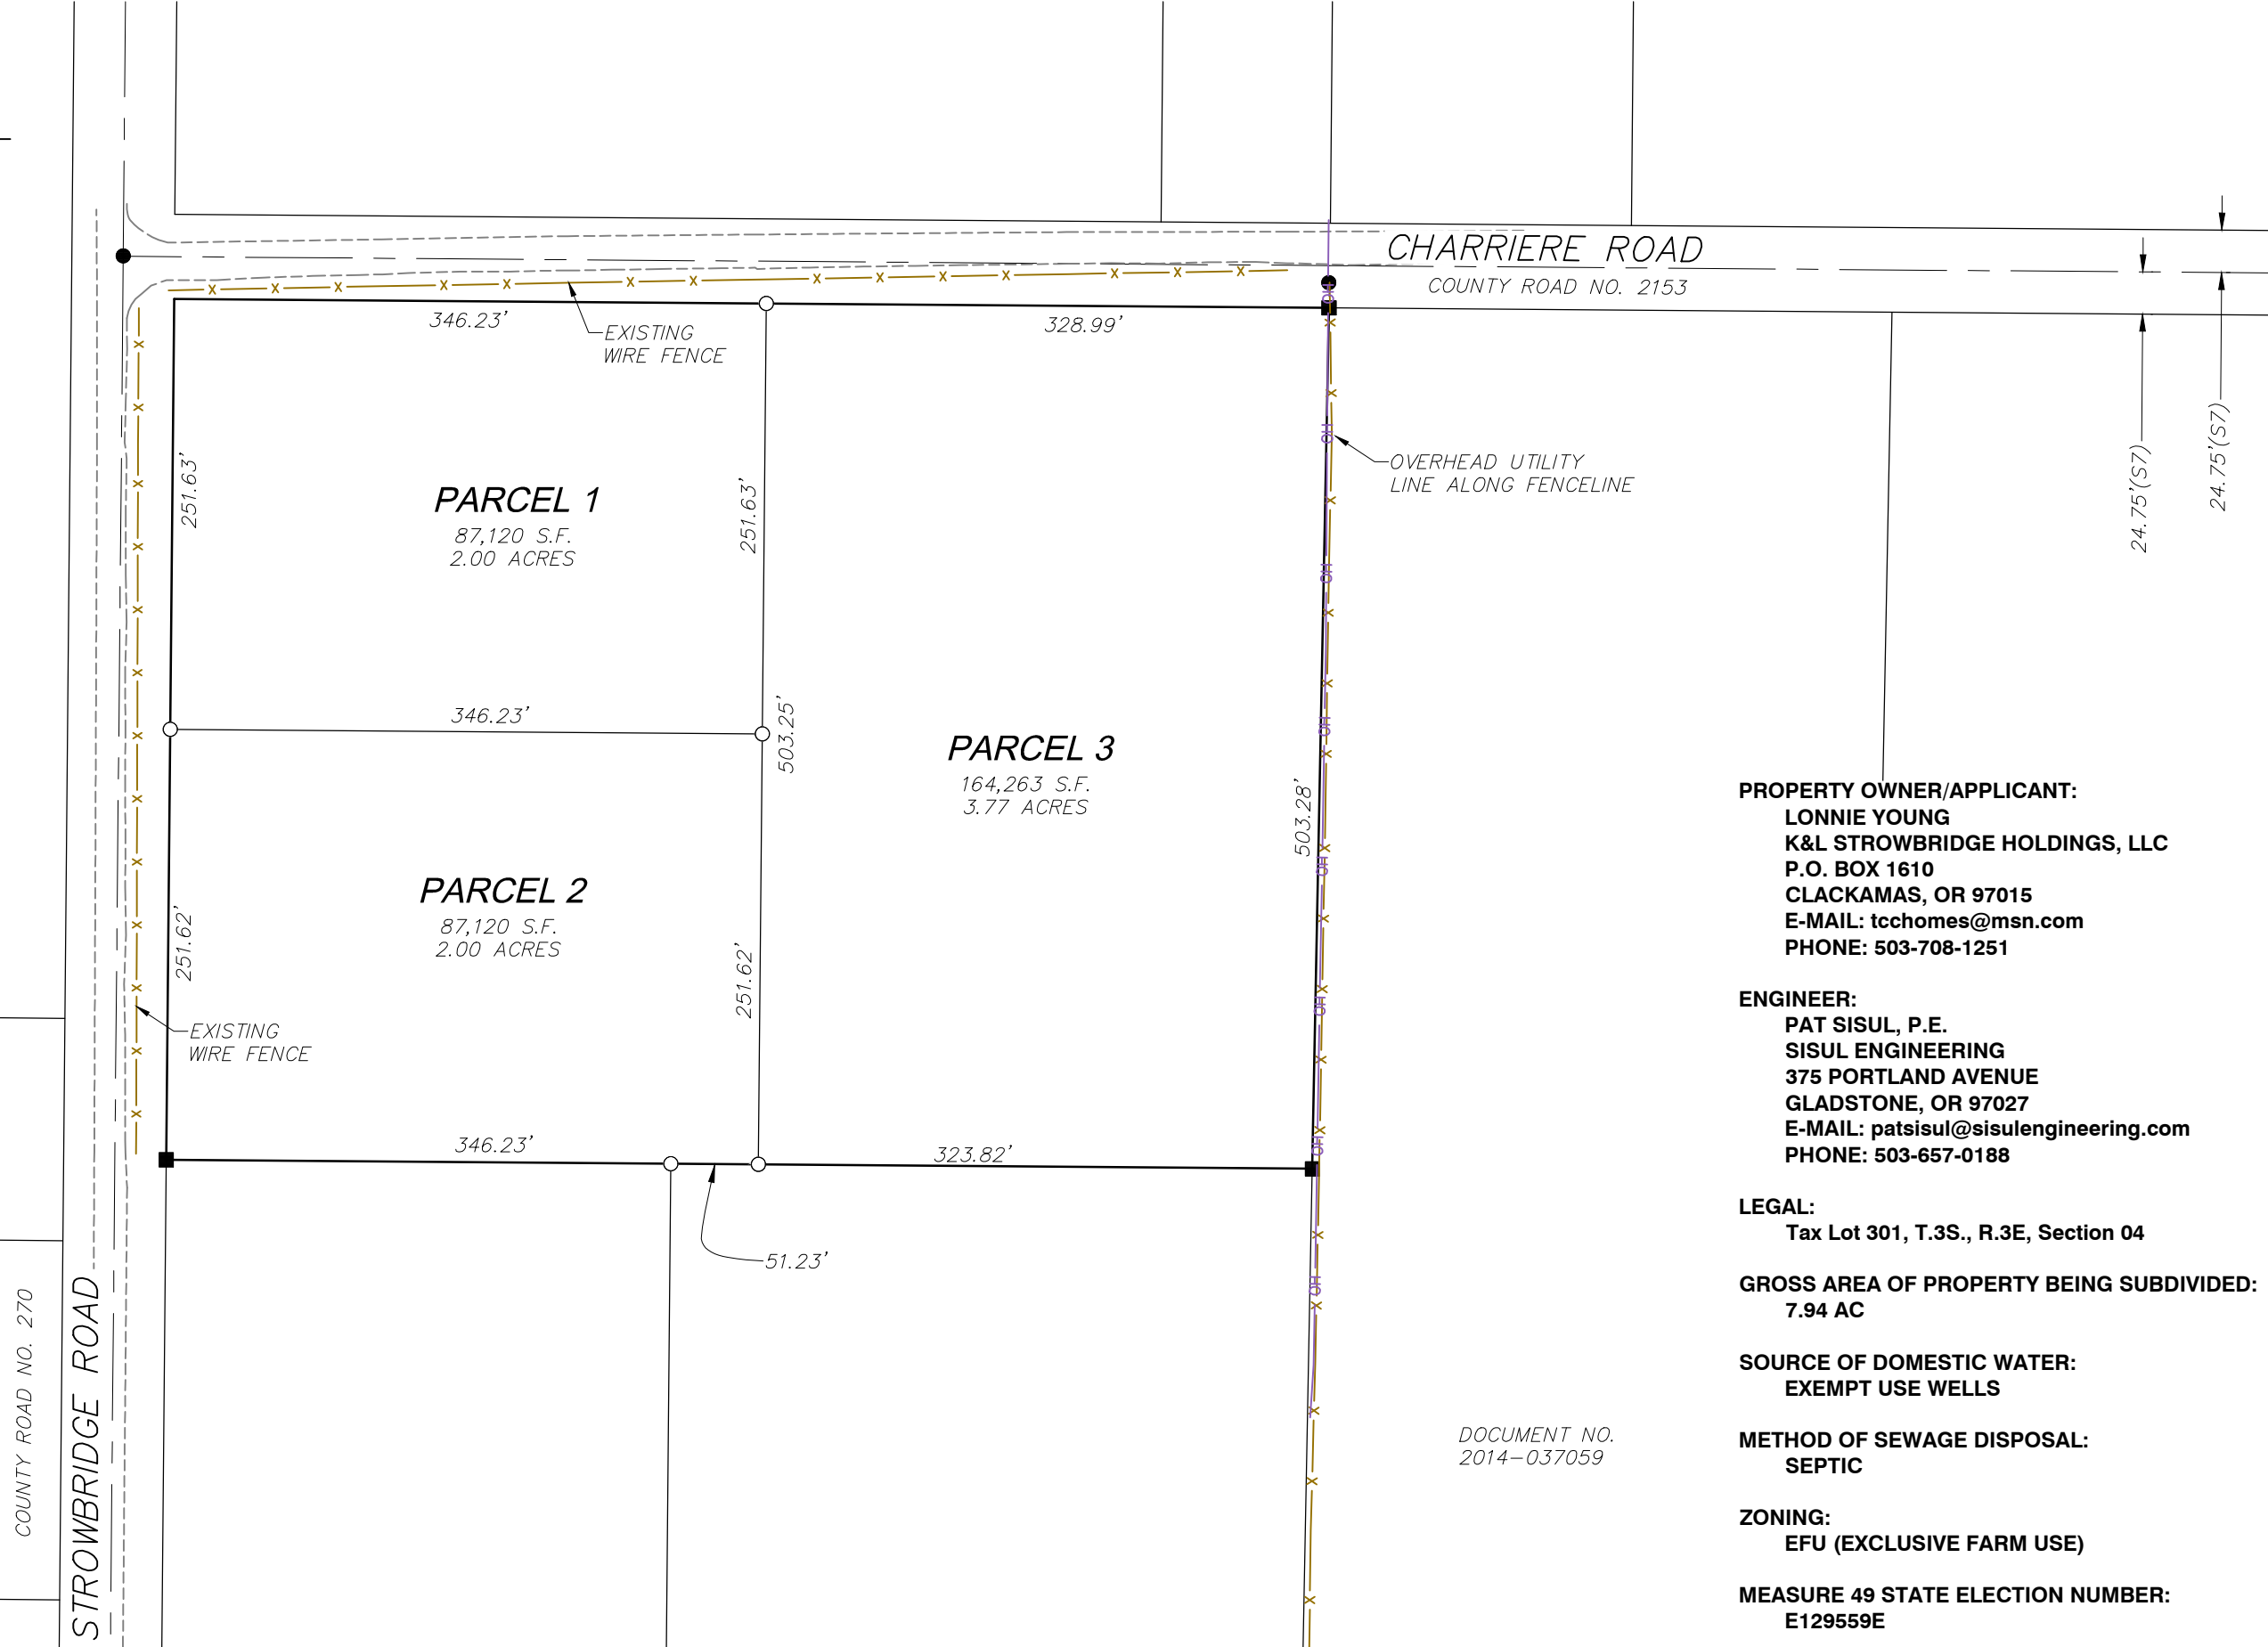 CHARRIERE ROAD
COUNTY ROAD NO. 2153
346.23'
328.99'
EXISTING
WIRE FENCE
24.75'(S7)
24.75'(S7)
251.63'
251.63'
PARCEL 1
87,120 S.F.
2.00 ACRES
OVERHEAD UTILITY
LINE ALONG FENCELINE
OH
OH
OH
OH
OH
OH
OH
OH
346.23'
503.25'
PARCEL 3
164,263 S.F.
3.77 ACRES
503.28'
PARCEL 2
87,120 S.F.
2.00 ACRES
251.62'
251.62'
EXISTING
WIRE FENCE
346.23'
323.82'
51.23'
STROWBRIDGE ROAD
COUNTY ROAD NO. 270
DOCUMENT NO.
2014-037059
PROPERTY OWNER/APPLICANT:
LONNIE YOUNG
K&L STROWBRIDGE HOLDINGS, LLC
P.O. BOX 1610
CLACKAMAS, OR 97015
E-MAIL: tcchomes@msn.com
PHONE: 503-708-1251
ENGINEER:
PAT SISUL, P.E.
SISUL ENGINEERING
375 PORTLAND AVENUE
GLADSTONE, OR 97027
E-MAIL: patsisul@sisulengineering.com
PHONE: 503-657-0188
LEGAL:
Tax Lot 301, T.3S., R.3E, Section 04
GROSS AREA OF PROPERTY BEING SUBDIVIDED:
7.94 AC
SOURCE OF DOMESTIC WATER:
EXEMPT USE WELLS
METHOD OF SEWAGE DISPOSAL:
SEPTIC
ZONING:
EFU (EXCLUSIVE FARM USE)
MEASURE 49 STATE ELECTION NUMBER:
E129559E